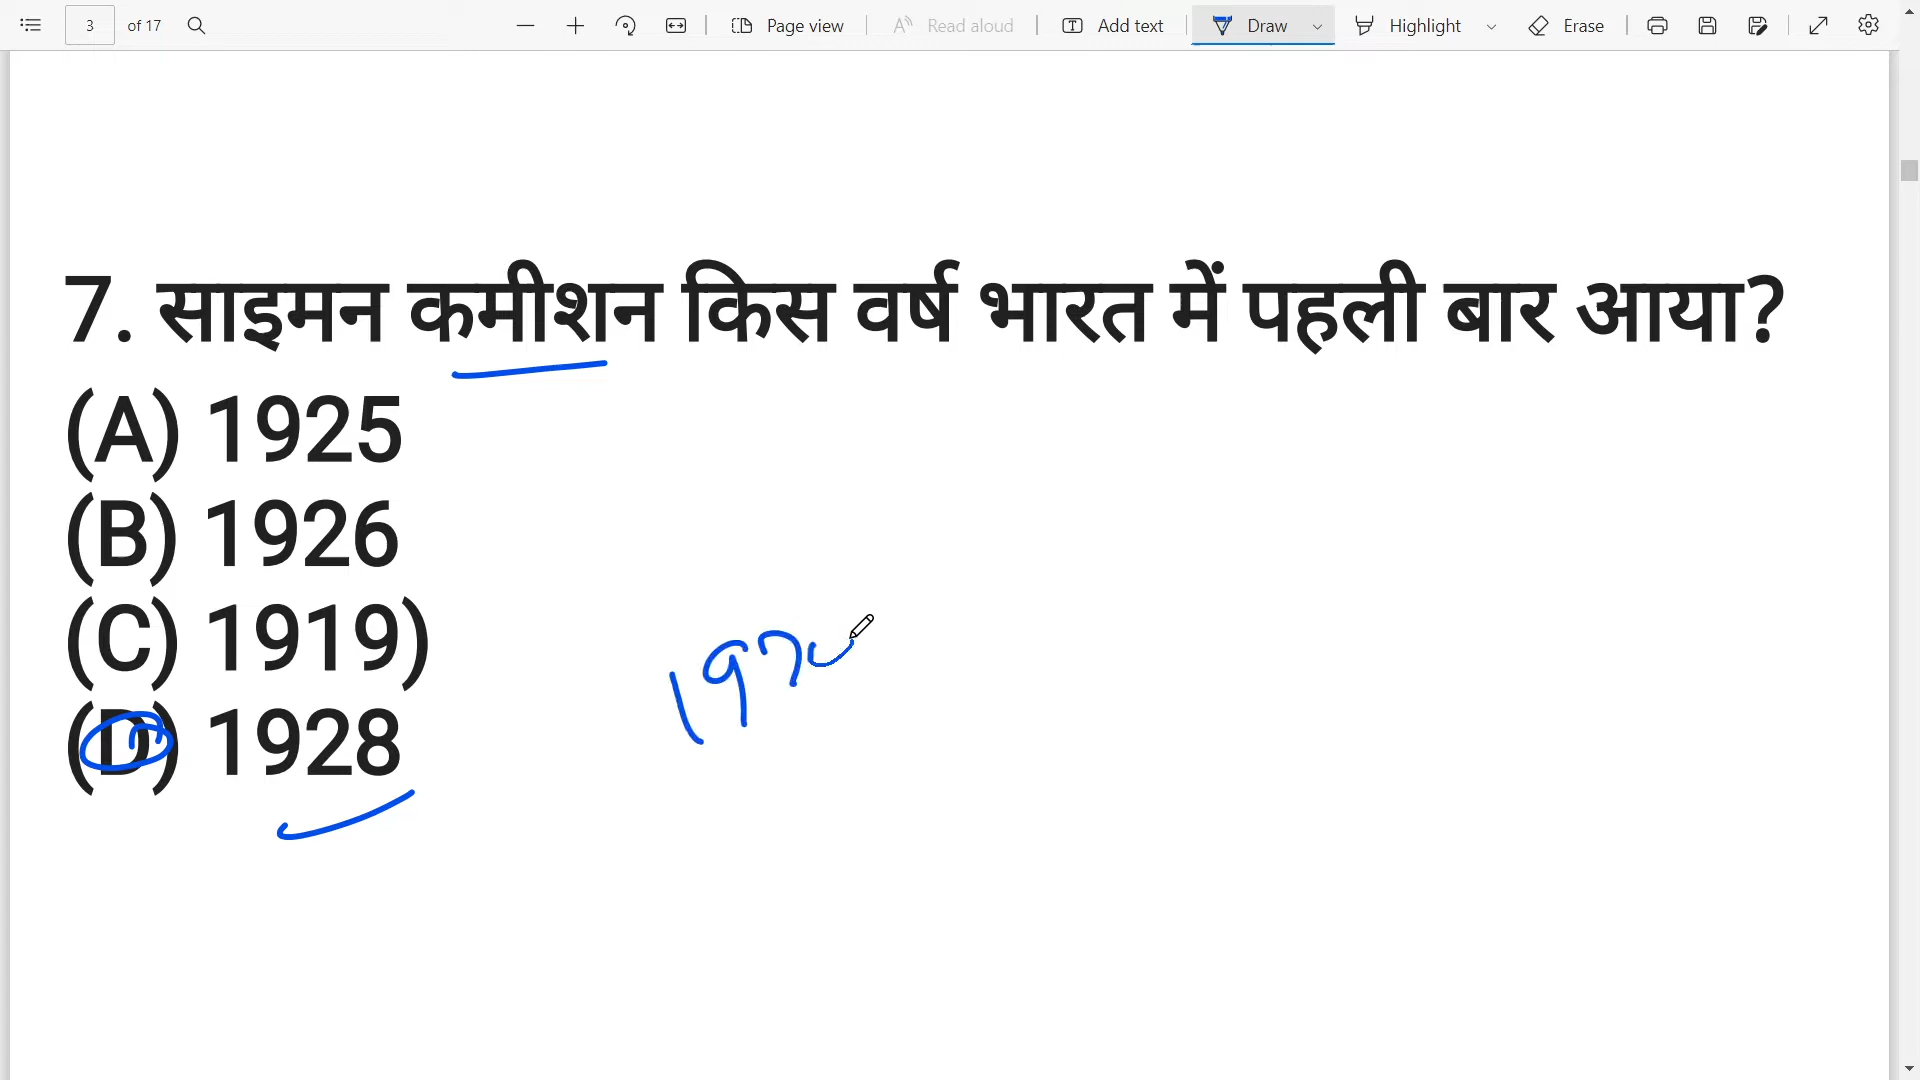 3 of 17 Page view Read aloud Add text Draw Highlight Erase
7. साइमन कमीशन किस वर्ष भारत में पहली बार आया?
(A) 1925
(B) 1926
(C) 1919)
(D) 1928